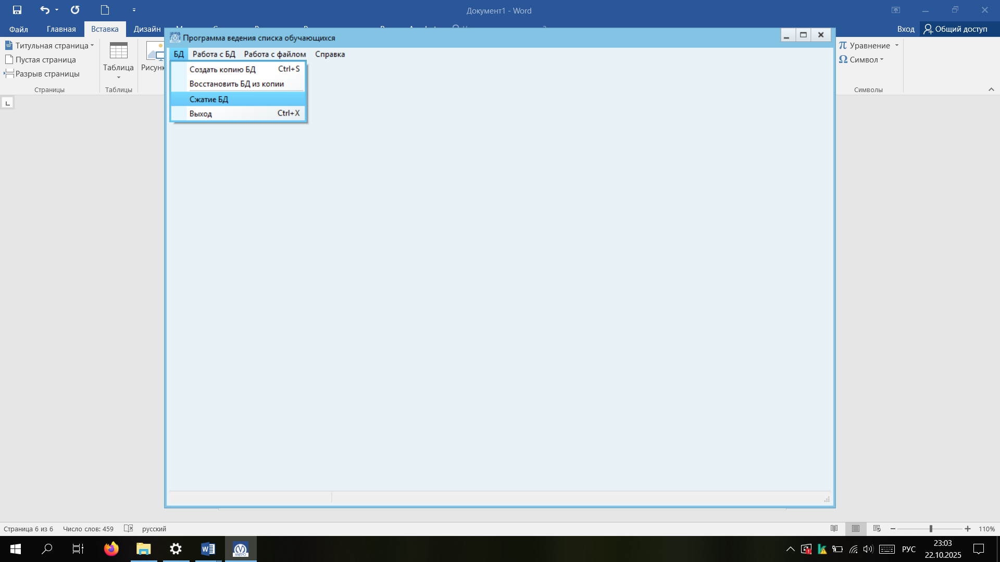 Документ1 - Word
Файл
Главная
Вставка
Дизайн
Вход
Общий доступ
Титульная страница
Пустая страница
Разрыв страницы
Страницы
Таблица
Таблицы
Уравнение
Символ
Символы
Программа ведения списка обучающихся
БД Работа с БД Работа с файлом Справка
Создать копию БД Ctrl+S
Восстановить БД из копии
Сжатие БД
Выход Ctrl+X
Страница 6 из 6 Число слов: 459 русский
110%
МЕТРО
РУС
23:03
22.10.2025